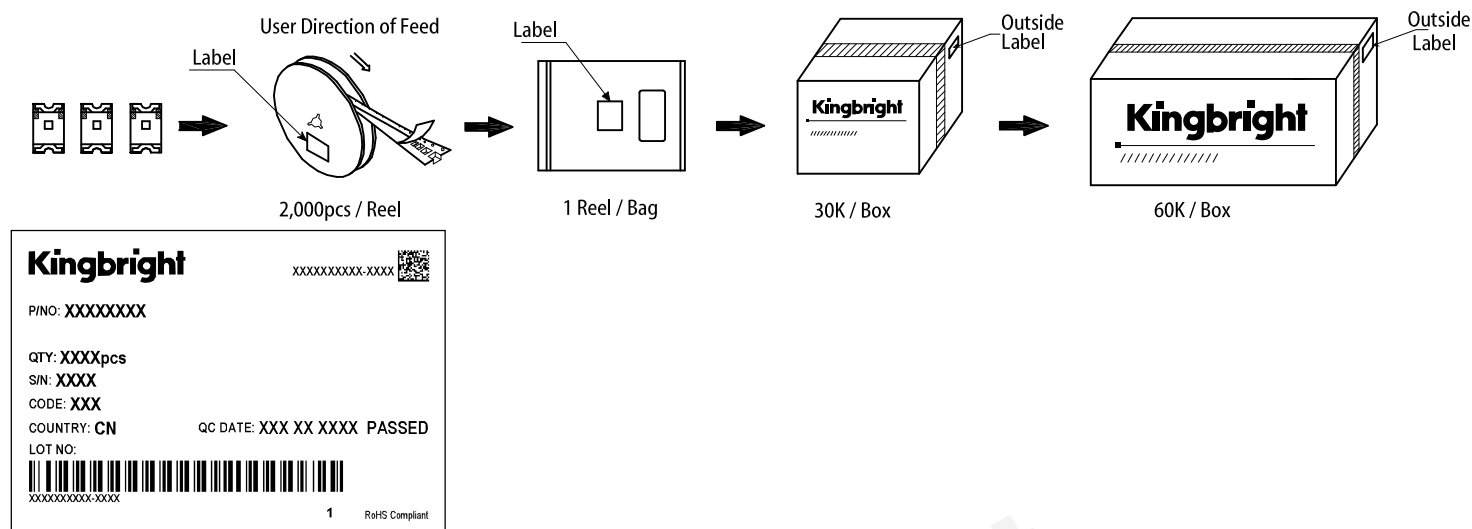 User Direction of Feed
Label
Label
Outside
Label
Outside
Label
Kingbright
Kingbright
2,000pcs / Reel
1 Reel / Bag
30K / Box
60K / Box
Kingbright
XXXXXXXXXX-XXXX
P/NO: XXXXXXXX
QTY: XXXXpcs
S/N: XXXX
CODE: XXX
COUNTRY: CN QC DATE: XXX XX XXXX PASSED
LOT NO:
XXXXXXXXXX-XXXX
1 RoHS Compliant